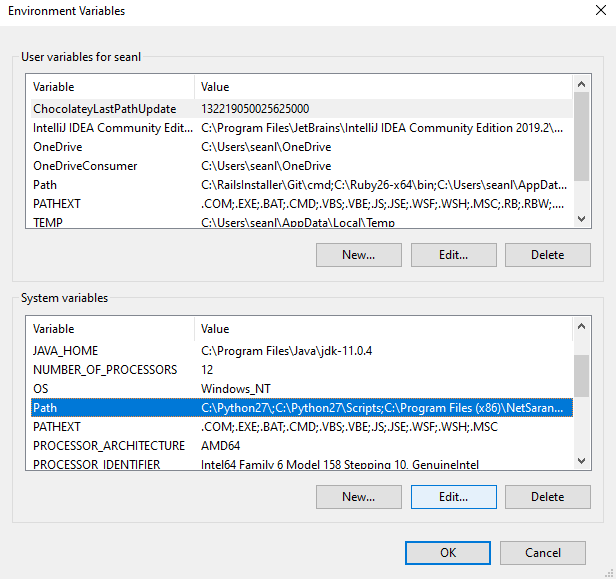 Environment Variables
User variables for seanl
Variable Value
ChocolateyLastPathUpdate 132219050025625000
IntelliJ IDEA Community Edit... C:\Program Files\JetBrains\IntelliJ IDEA Community Edition 2019.2\...
OneDrive C:\Users\seanl\OneDrive
OneDriveConsumer C:\Users\seanl\OneDrive
Path C:\RailsInstaller\Git\cmd;C:\Ruby26-x64\bin;C:\Users\seanl\AppDat...
PATHEXT .COM;.EXE;.BAT;.CMD;.VBS;.VBE;.JS;.JSE;.WSF;.WSH;.MSC;.RB;.RBW;....
TEMP C:\Users\seanl\AppData\Local\Temp
New... Edit... Delete
System variables
Variable Value
JAVA_HOME C:\Program Files\Java\jdk-11.0.4
NUMBER_OF_PROCESSORS 12
OS Windows_NT
Path C:\Python27\;C:\Python27\Scripts;C:\Program Files (x86)\NetSaran...
PATHEXT .COM;.EXE;.BAT;.CMD;.VBS;.VBE;.JS;.JSE;.WSF;.WSH;.MSC
PROCESSOR_ARCHITECTURE AMD64
PROCESSOR_IDENTIFIER Intel64 Family 6 Model 158 Stepping 10, GenuineIntel
New... Edit... Delete
OK Cancel